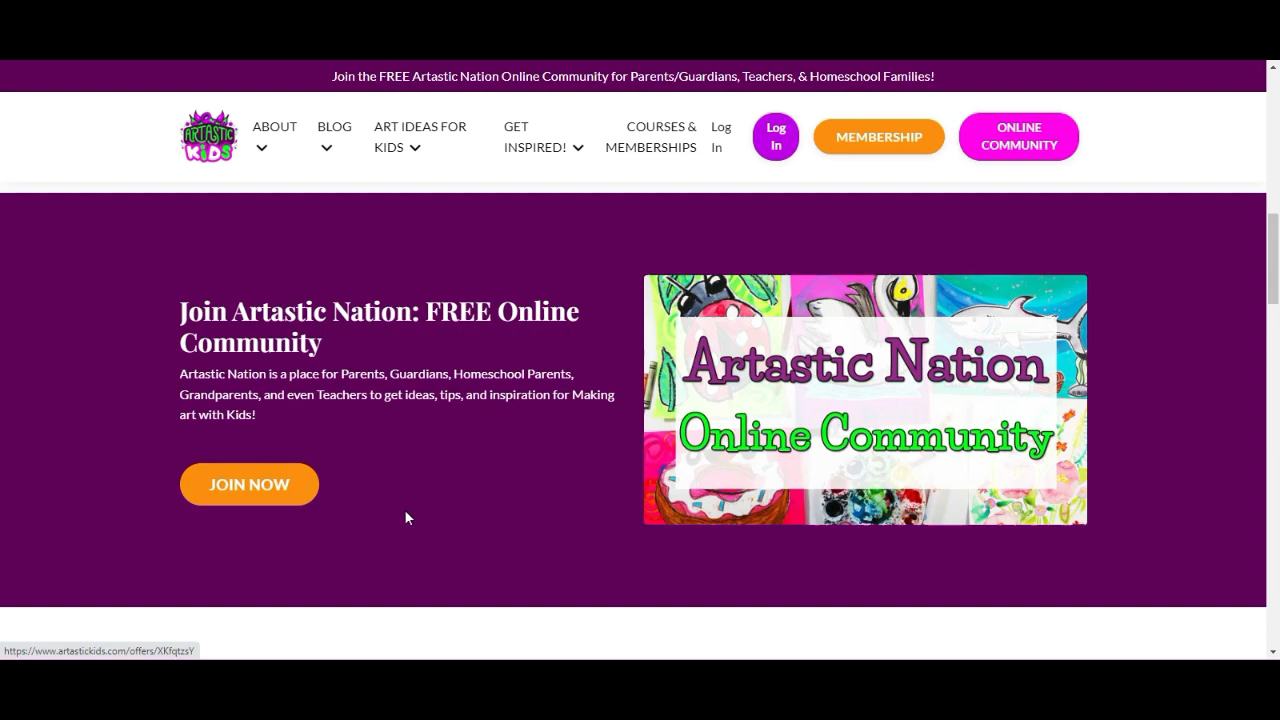 Join the FREE Artastic Nation Online Community for Parents/Guardians, Teachers, & Homeschool Families!
ARTASTIC
KIDS
ABOUT
BLOG
ART IDEAS FOR
KIDS
GET
INSPIRED!
COURSES &
MEMBERSHIPS
Log
In
Log
In
MEMBERSHIP
ONLINE
COMMUNITY
Join Artastic Nation: FREE Online
Community
Artastic Nation is a place for Parents, Guardians, Homeschool Parents,
Grandparents, and even Teachers to get ideas, tips, and inspiration for Making
art with Kids!
JOIN NOW
Artastic Nation
Online Community
https://www.artastickids.com/offers/XKfqtzsY